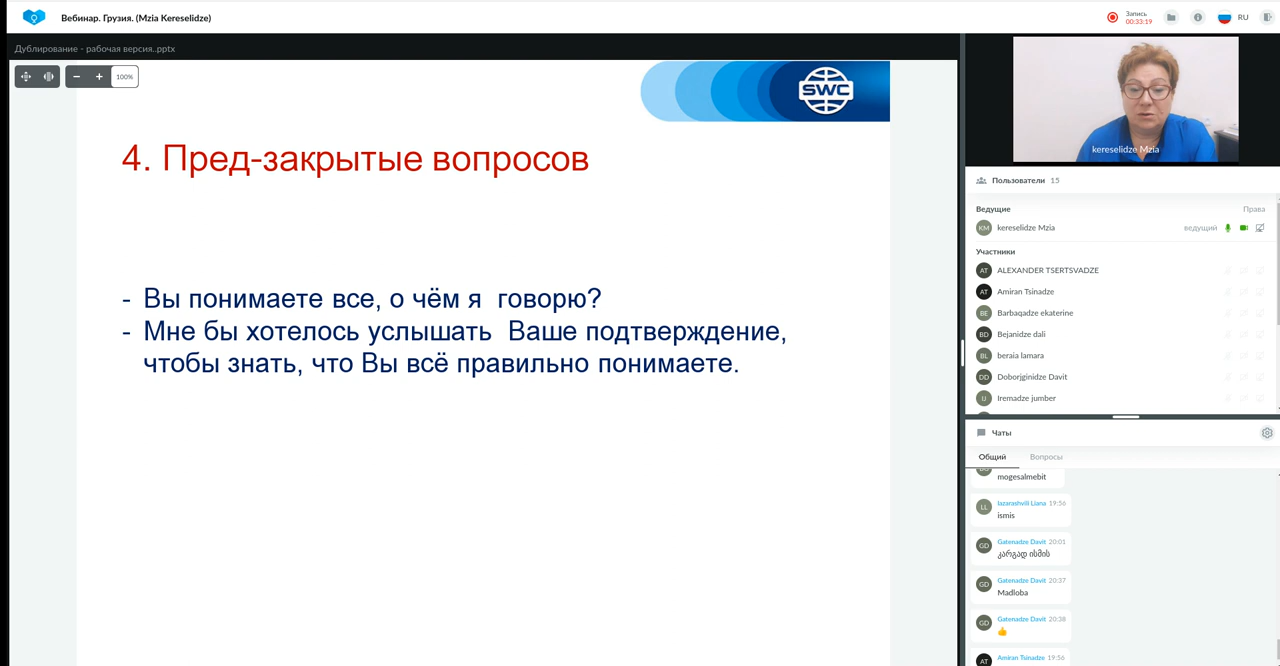 Вебинар. Грузия. (Mzia Kereselidze)
Запись
00:33:19
RU
Дублирование - рабочая версия..pptx
100%
SWC
4. Пред-закрытые вопросов
- Вы понимаете все, о чём я говорю?
- Мне бы хотелось услышать Ваше подтверждение,
чтобы знать, что Вы всё правильно понимаете.
kereselidze Mzia
Пользователи 15
Ведущие Права
KM kereselidze Mzia ведущий
Участники
AT ALEXANDER TSERTSVADZE
AT Amiran Tsinadze
BE Barbaqadze ekaterine
BD Bejanidze dali
BL beraia lamara
DD Doborjginidze Davit
IJ Iremadze jumber
Чаты
Общий Вопросы
mogesalmebit
LL lazarashvili Liana 19:56
ismis
GD Gatenadze Davit 20:01
კარგად ისმის
GD Gatenadze Davit 20:37
Madloba
GD Gatenadze Davit 20:38
👍
AT Amiran Tsinadze 19:56